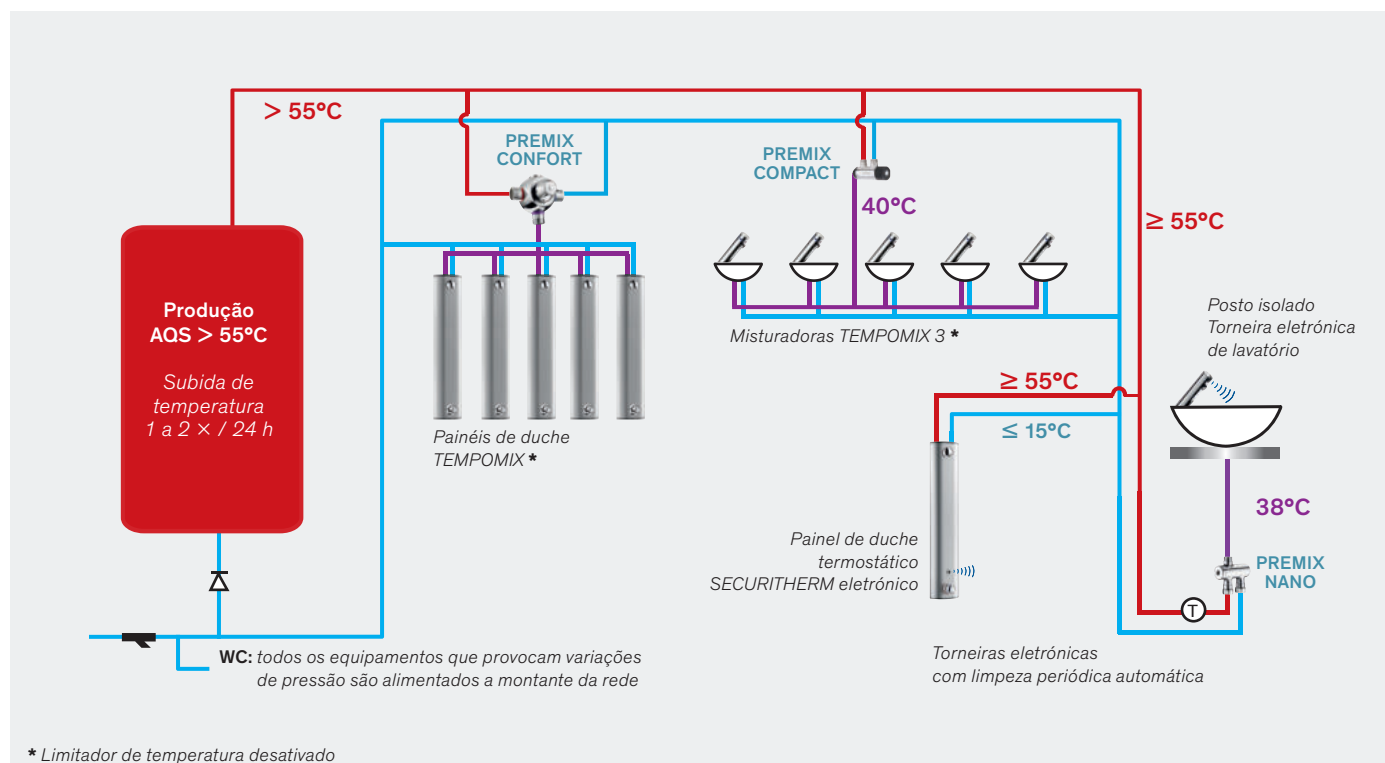 > 55°C
PREMIX
CONFORT
PREMIX
COMPACT
40°C
≥ 55°C
Produção
AQS > 55°C
Subida de
temperatura
1 a 2 × / 24 h
Posto isolado
Torneira eletrónica
de lavatório
Misturadoras TEMPOMIX 3 *
≥ 55°C
≤ 15°C
Painéis de duche
TEMPOMIX *
38°C
Painel de duche
termostático
SECURITHERM eletrónico
PREMIX
NANO
T
WC: todos os equipamentos que provocam variações
de pressão são alimentados a montante da rede
Torneiras eletrónicas
com limpeza periódica automática
* Limitador de temperatura desativado